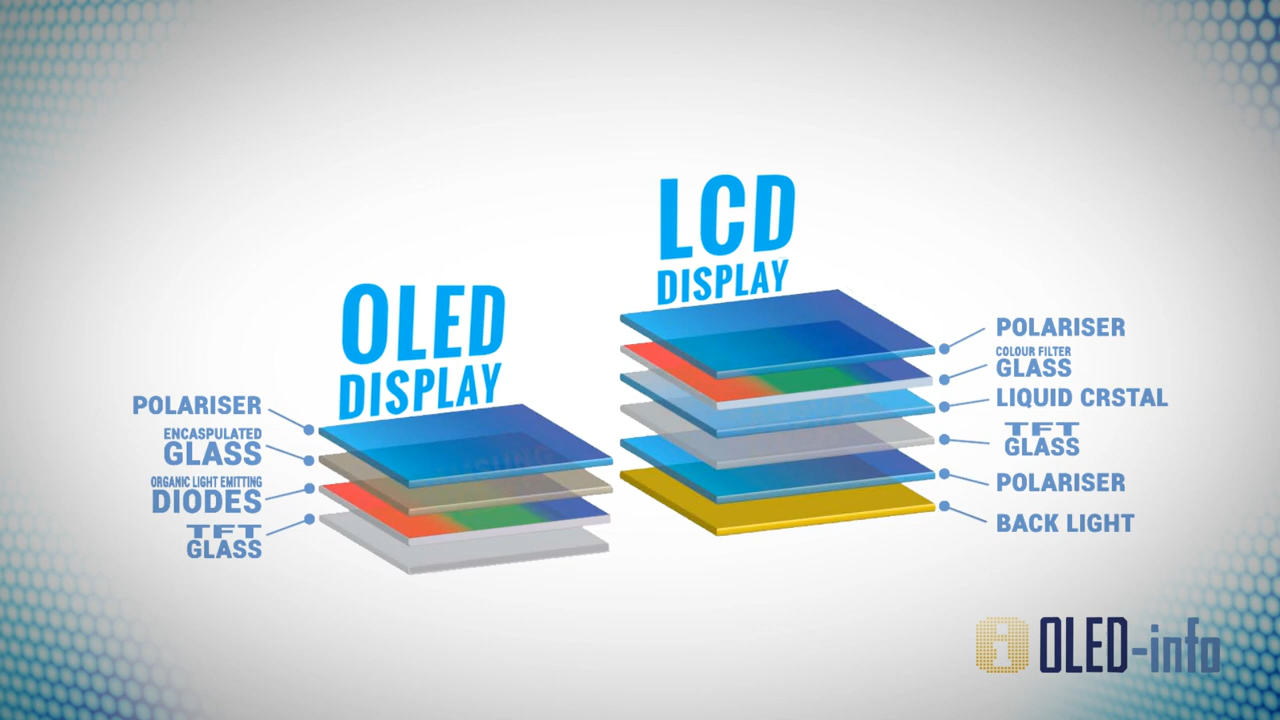 OLED
DISPLAY
POLARISER
ENCASPULATED
GLASS
ORGANIC LIGHT EMITTING
DIODES
TFT
GLASS
LCD
DISPLAY
POLARISER
COLOUR FILTER
GLASS
LIQUID CRSTAL
TFT
GLASS
POLARISER
BACK LIGHT
i OLED-info